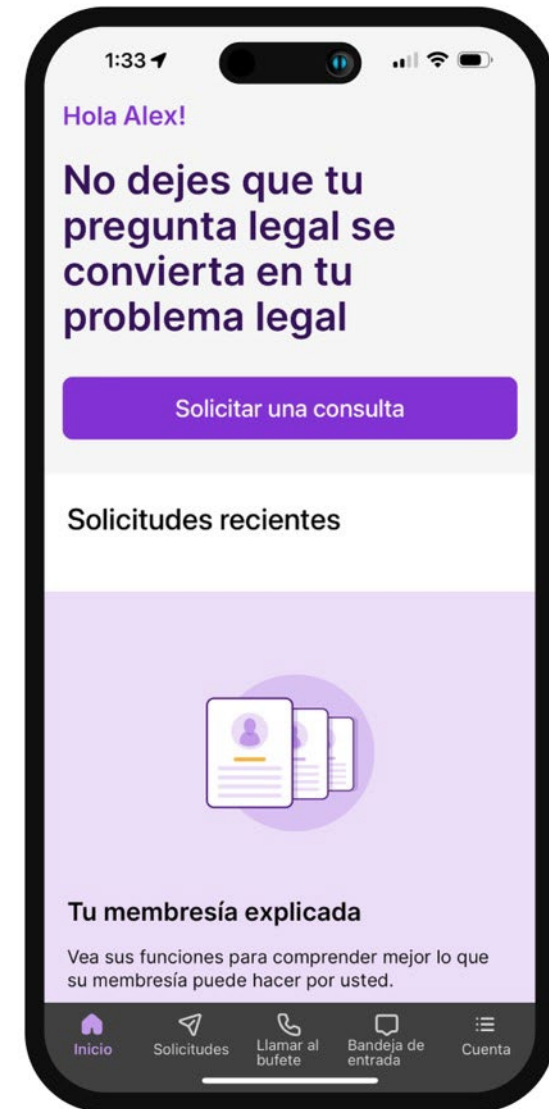 1:33
Hola Alex!
No dejes que tu
pregunta legal se
convierta en tu
problema legal
Solicitar una consulta
Solicitudes recientes
Tu membresía explicada
Vea sus funciones para comprender mejor lo que
su membresía puede hacer por usted.
Inicio
Solicitudes
Llamar al
bufete
Bandeja de
entrada
Cuenta